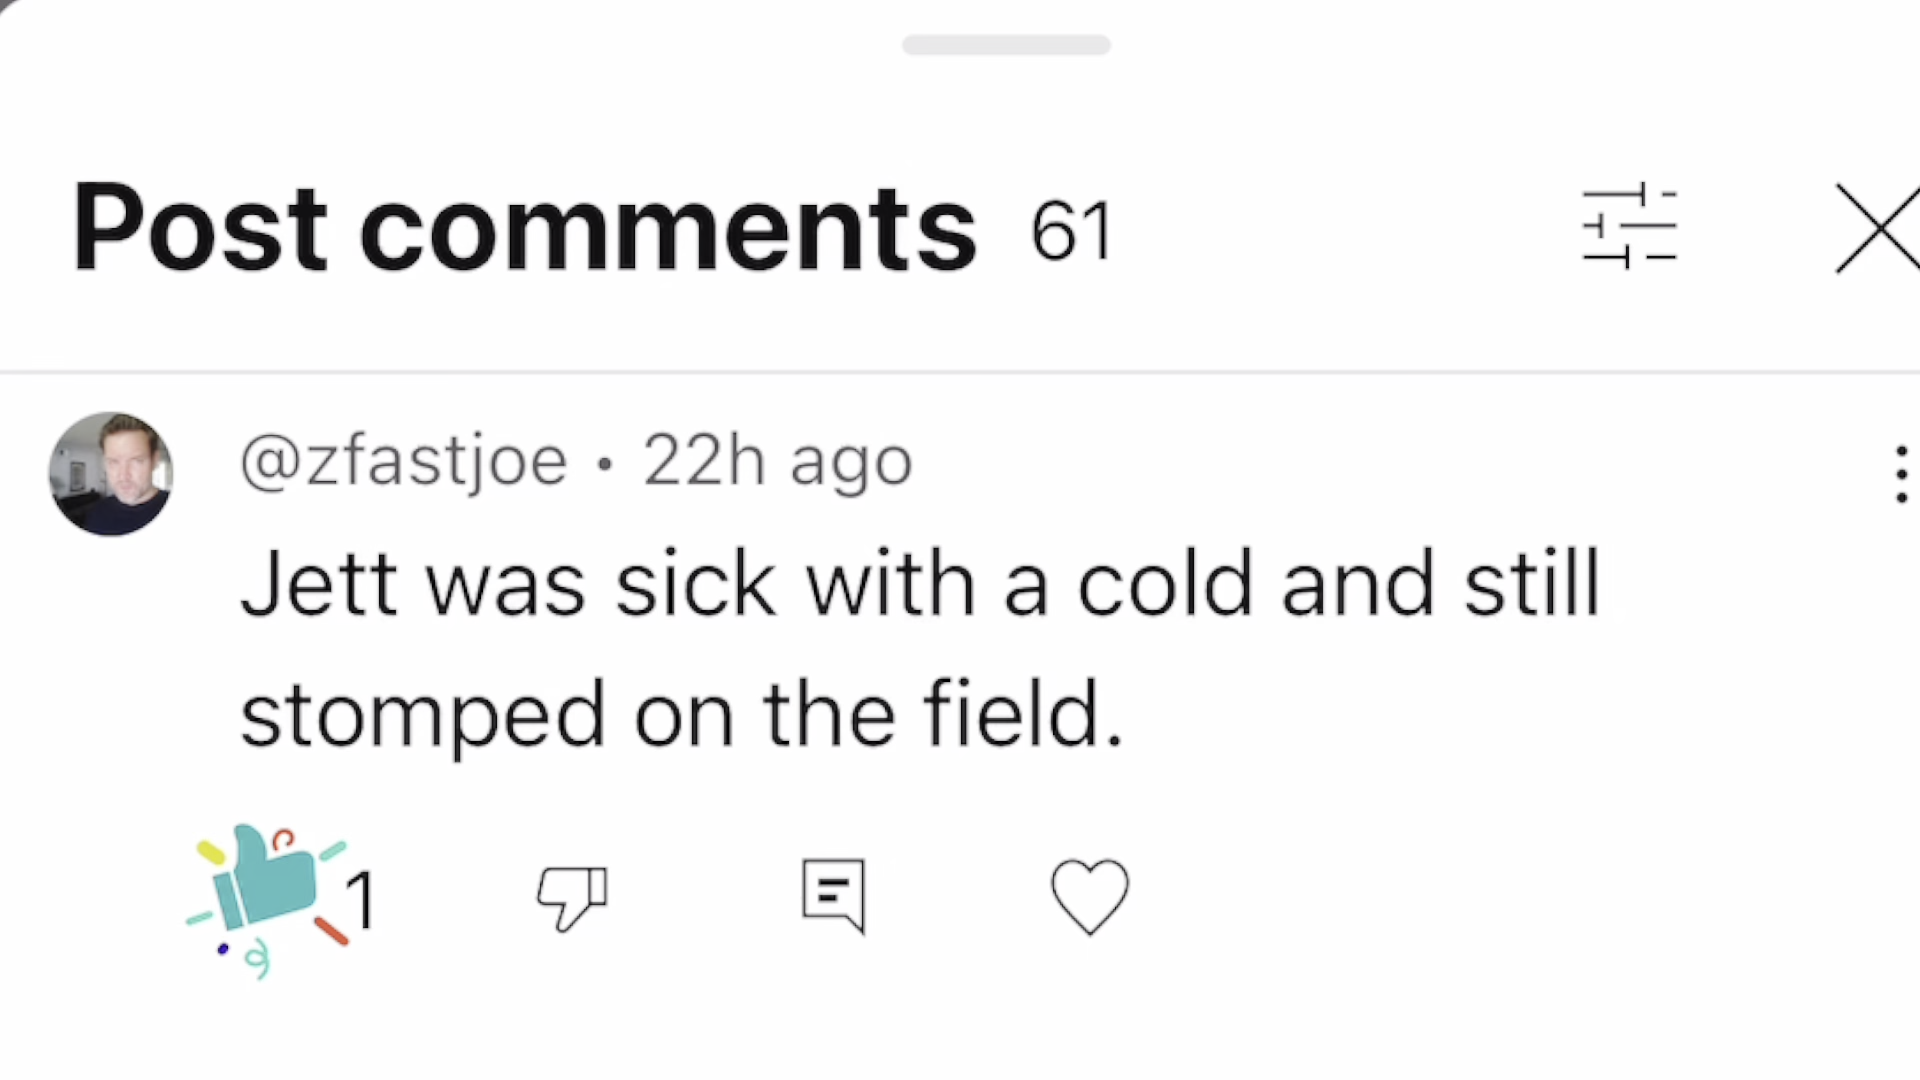 Post comments 61
@zfastjoe • 22h ago
Jett was sick with a cold and still
stomped on the field.
1